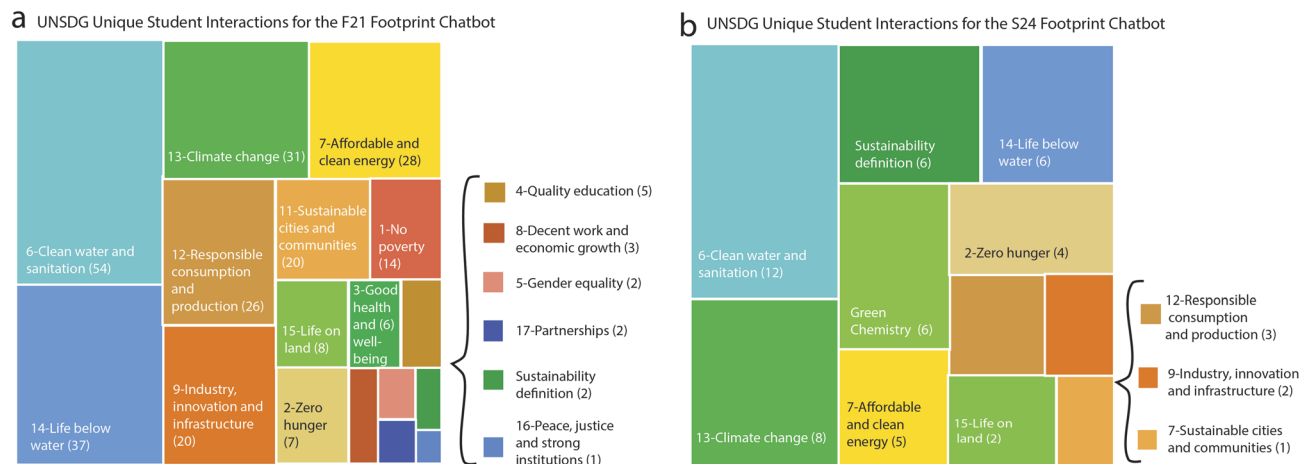 a UNSDG Unique Student Interactions for the F21 Footprint Chatbot
6-Clean water and
sanitation (54)
13-Climate change (31)
7-Affordable and
clean energy (28)
12-Responsible
consumption
and
production (26)
11-Sustainable
cities and
communities
(20)
1-No
poverty
(14)
14-Life below
water (37)
9-Industry,
innovation and
infrastructure
(20)
15-Life on
land (8)
3-Good
health
and (6)
well-
being
2-Zero
hunger
(7)
4-Quality education (5)
8-Decent work and
economic growth (3)
5-Gender equality (2)
17-Partnerships (2)
Sustainability
definition (2)
16-Peace, justice
and strong
institutions (1)
b UNSDG Unique Student Interactions for the S24 Footprint Chatbot
6-Clean water and
sanitation (12)
Sustainability
definition (6)
14-Life below
water (6)
Green
Chemistry (6)
2-Zero hunger (4)
13-Climate change (8)
7-Affordable
and clean
energy (5)
15-Life on
land (2)
12-Responsible
consumption
and production (3)
9-Industry, innovation
and infrastructure (2)
7-Sustainable cities
and communities (1)